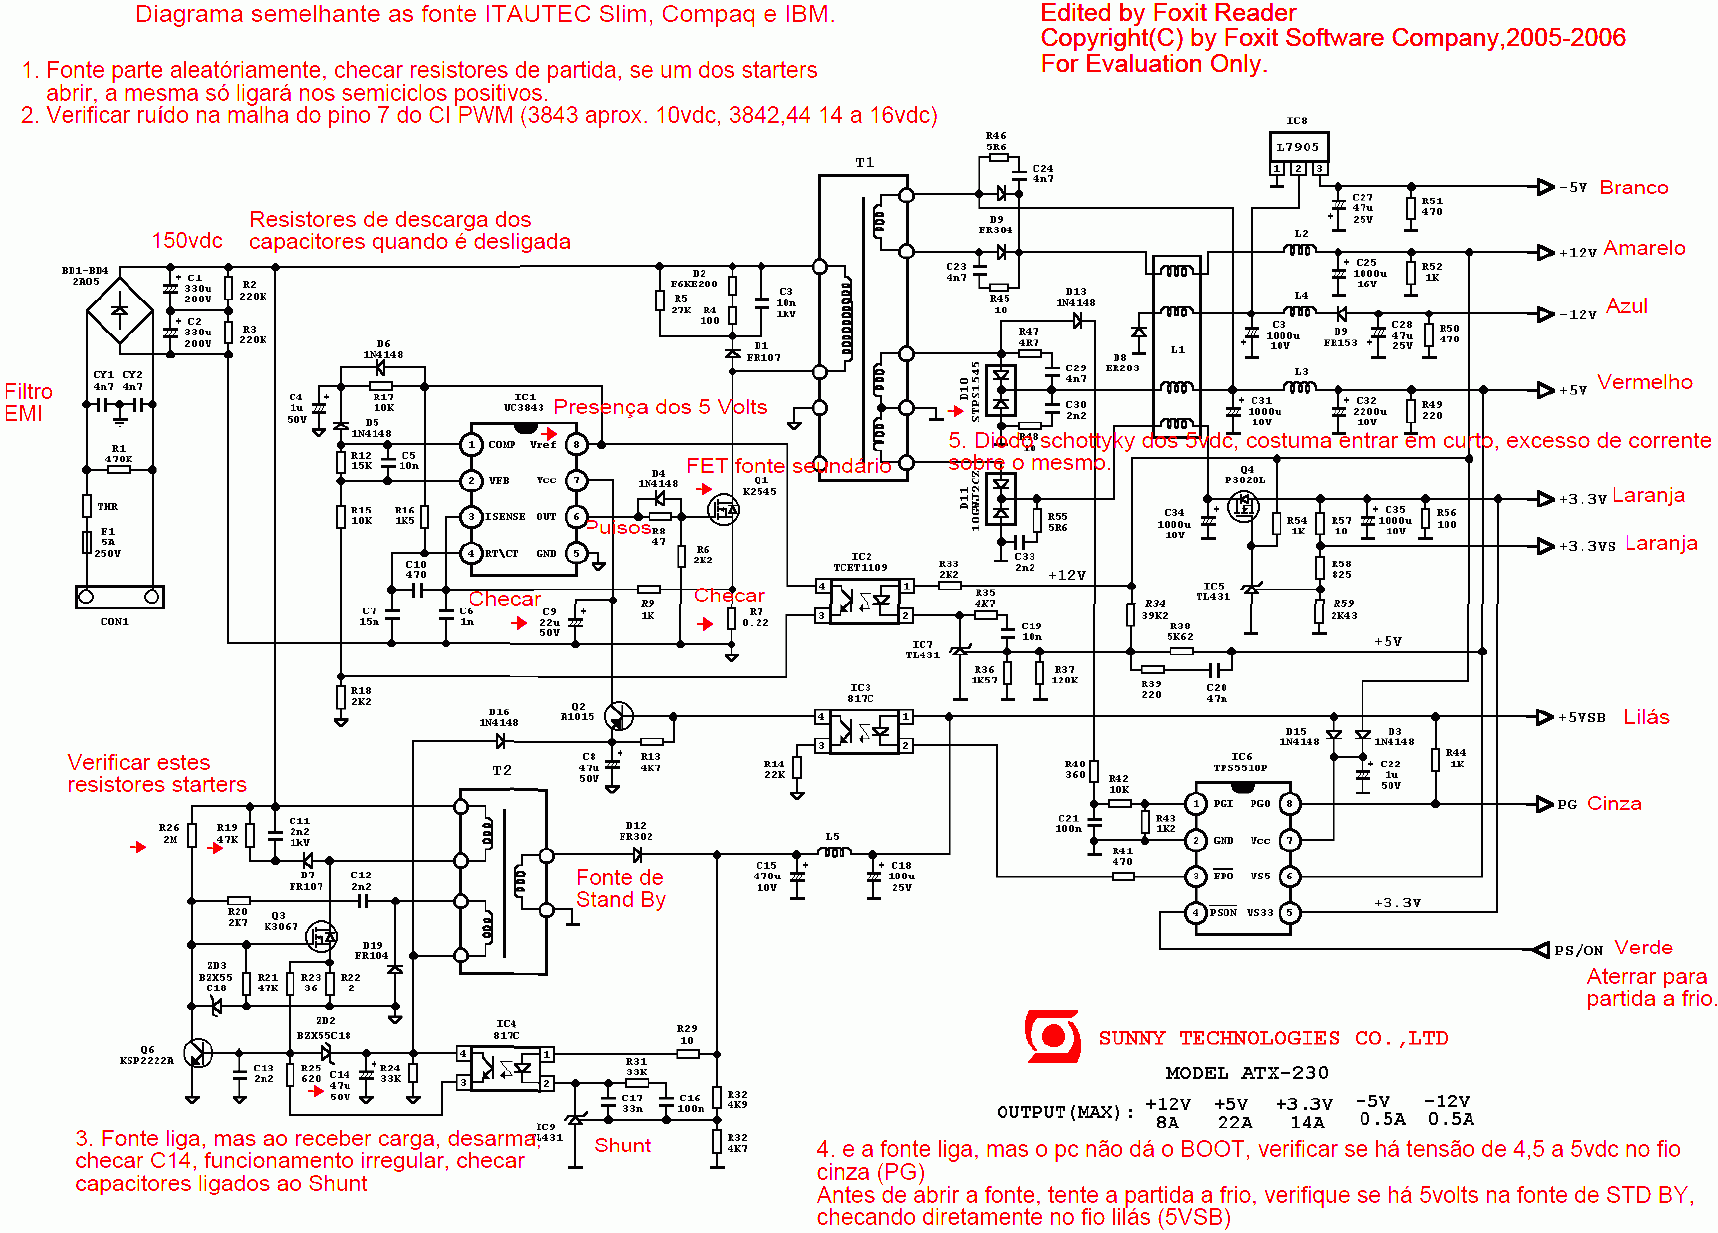 Diagrama semelhante as fonte ITAUTEC Slim, Compaq e IBM.
Edited by Foxit Reader
Copyright(C) by Foxit Software Company,2005-2006
For Evaluation Only.
1. Fonte parte aleatóriamente, checar resistores de partida, se um dos starters
abrir, a mesma só ligará nos semiciclos positivos.
2. Verificar ruído na malha do pino 7 do CI PWM (3843 aprox. 10vdc, 3842,44 14 a 16vdc)
150vdc
Resistores de descarga dos
capacitores quando é desligada
BD1-BD4
2A05
C1
330u
200V
R2
220K
C2
330u
200V
R3
220K
Filtro
EMI
CY1 CY2
4n7 4n7
R1
470K
THR
F1
5A
250V
CON1
D6
1N4148
R17
10K
C4
1u
50V
D5
1N4148
R12
15K
C5
10n
R15
10K
R16
1K5
IC1
UC3843
1 COMP Vref 8
2 VFB Vcc 7
3 ISENSE OUT 6
4 RT\CT GND 5
Presença dos 5 Volts
FET fonte seundário
Pulsos
D4
1N4148
R8
47
Q1
K2545
R6
2K2
C10
470
C7
15n
C6
1n
Checar
C9
22u
50V
R9
1K
Checar
R7
0.22
R18
2K2
D2
P6KE200
R5
27K
R4
100
C3
10n
1kV
D1
FR107
T1
R46
5R6
C24
4n7
D9
FR304
C23
4n7
R45
10
D13
1N4148
R47
4R7
D10
STPS1545
C29
4n7
C30
2n2
R48
10
D11
R55
5R6
C33
2n2
D8
ER203
L1
IC8
L7905
1 2 3
C27
47u
25V
R51
470
-5V Branco
L2
C25
1000u
16V
R52
1K
+12V Amarelo
C3
1000u
10V
L4
D9
FR153
C28
47u
25V
R50
470
-12V Azul
L3
C31
1000u
10V
C32
2200u
10V
R49
220
+5V Vermelho
5. Diodo schottyky dos 5vdc, costuma entrar em curto, excesso de corrente
sobre o mesmo.
Q4
P3020L
C34
1000u
10V
R54
1K
R57
10
C35
1000u
10V
R56
100
+3.3V Laranja
+3.3VS Laranja
IC5
TL431
R58
825
R59
2K43
IC2
TCET1109
4 1
3 2
R33
2K2
+12V
R35
4K7
C19
10n
IC7
TL431
R36
1K57
R37
120K
R34
39K2
R30
5K62
+5V
R39
220
C20
47n
IC3
817C
4 1
3 2
R14
22K
Q2
A1015
D16
1N4148
C8
47u
50V
R13
4K7
+5VSB Lilás
D15
1N4148
D3
1N4148
C22
1u
50V
R44
1K
R40
360
R42
10K
C21
100n
R43
1K2
R41
470
IC6
TPS5510P
1 PGI PGO 8
2 GND Vcc 7
3 FPO VS5 6
4 PSON VS33 5
PG Cinza
+3.3V
PS/ON Verde
Aterrar para
partida a frio.
Verificar estes
resistores starters
R26
2M
R19
47K
C11
2n2
1kV
D7
FR107
T2
D12
FR302
Fonte de
Stand By
C15
470u
10V
L5
C18
100u
25V
C12
2n2
R20
2K7
Q3
K3067
D19
FR104
ZD3
BZX55
C18
R21
47K
R23
36
R22
2
ZD2
BZX55C18
Q6
KSP2222A
C13
2n2
R25
620
C14
47u
50V
R24
33K
IC4
817C
4 1
3 2
R29
10
R31
33K
C17
33n
C16
100n
R32
4K9
R32
4K7
IC9
TL431
Shunt
3. Fonte liga, mas ao receber carga, desarma,
checar C14, funcionamento irregular, checar
capacitores ligados ao Shunt
SUNNY TECHNOLOGIES CO.,LTD
MODEL ATX-230
OUTPUT(MAX): +12V +5V +3.3V -5V -12V
8A 22A 14A 0.5A 0.5A
4. e a fonte liga, mas o pc não dá o BOOT, verificar se há tensão de 4,5 a 5vdc no fio
cinza (PG)
Antes de abrir a fonte, tente a partida a frio, verifique se há 5volts na fonte de STD BY,
checando diretamente no fio lilás (5VSB)